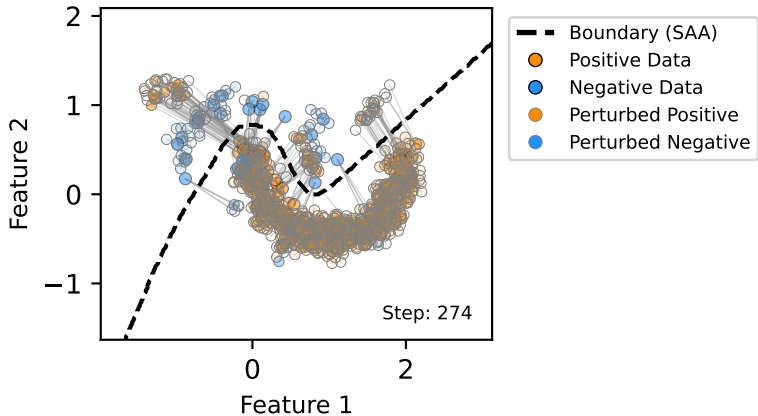 2
1
0
−1
Feature 2
0
2
Feature 1
Step: 274
Boundary (SAA)
Positive Data
Negative Data
Perturbed Positive
Perturbed Negative